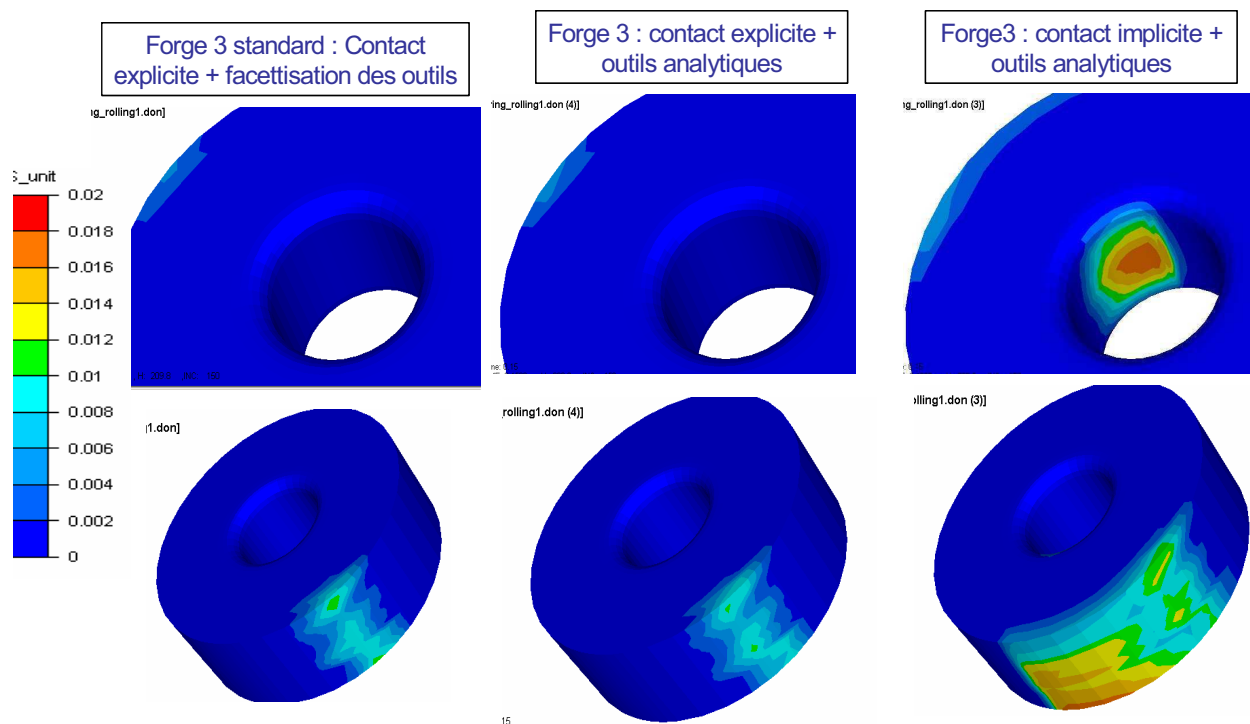 Forge 3 standard : Contact
explicite + facettisation des outils
Forge 3 : contact explicite +
outils analytiques
Forge3 : contact implicite +
outils analytiques
ng_rolling1.don]
ring_rolling1.don (4)]
ng_rolling1.don (3)]
S_unit
0.02
0.018
0.016
0.014
0.012
0.01
0.008
0.006
0.004
0.002
0
g1.don]
rolling1.don (4)]
olling1.don (3)]
15